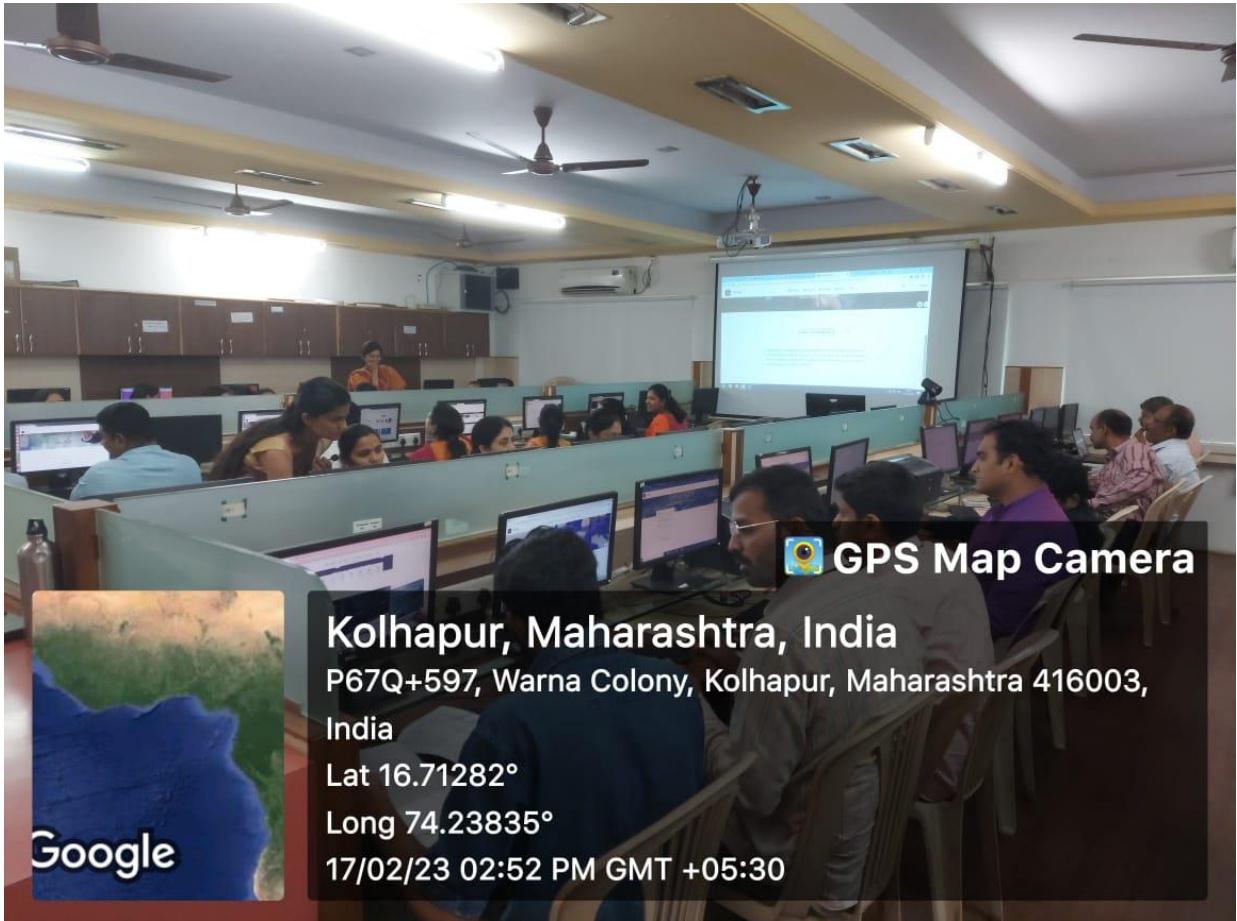 GPS Map Camera
Kolhapur, Maharashtra, India
P67Q+597, Warna Colony, Kolhapur, Maharashtra 416003,
India
Lat 16.71282°
Long 74.23835°
17/02/23 02:52 PM GMT +05:30
Google